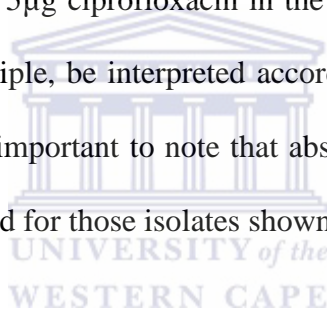 5µg ciprofloxacin in the
ciple, be interpreted accor
important to note that abs
d for those isolates shown
UNIVERSITY of the
WESTERN CAPE